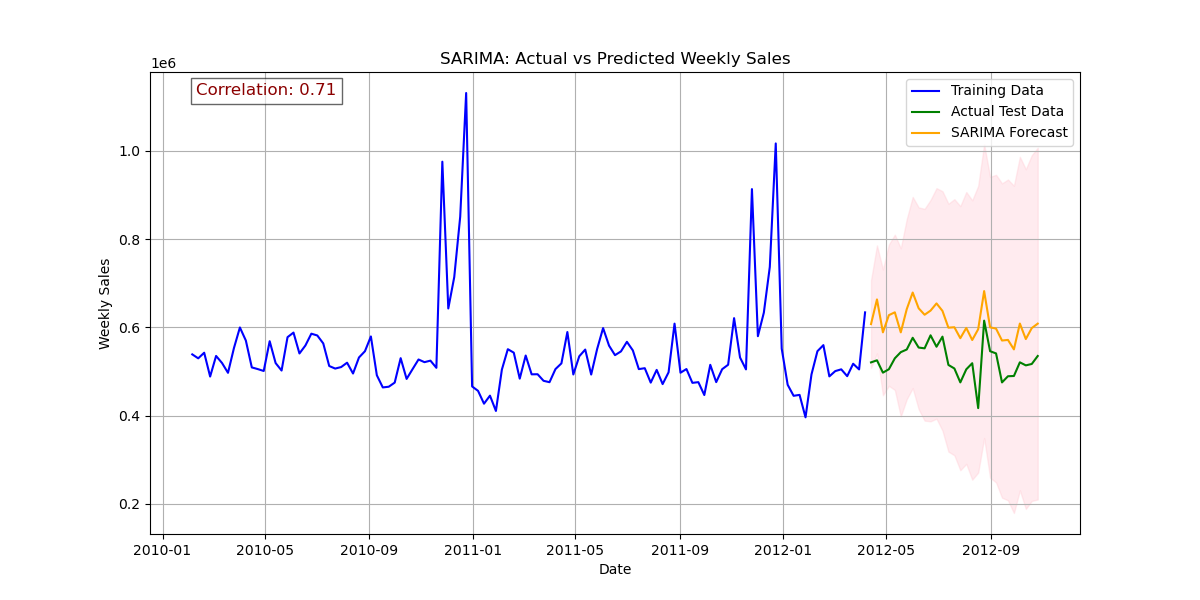 SARIMA: Actual vs Predicted Weekly Sales
1e6
Correlation: 0.71
Training Data
Actual Test Data
SARIMA Forecast
1.0
0.8
0.6
0.4
0.2
Weekly Sales
2010-01 2010-05 2010-09 2011-01 2011-05 2011-09 2012-01 2012-05 2012-09
Date